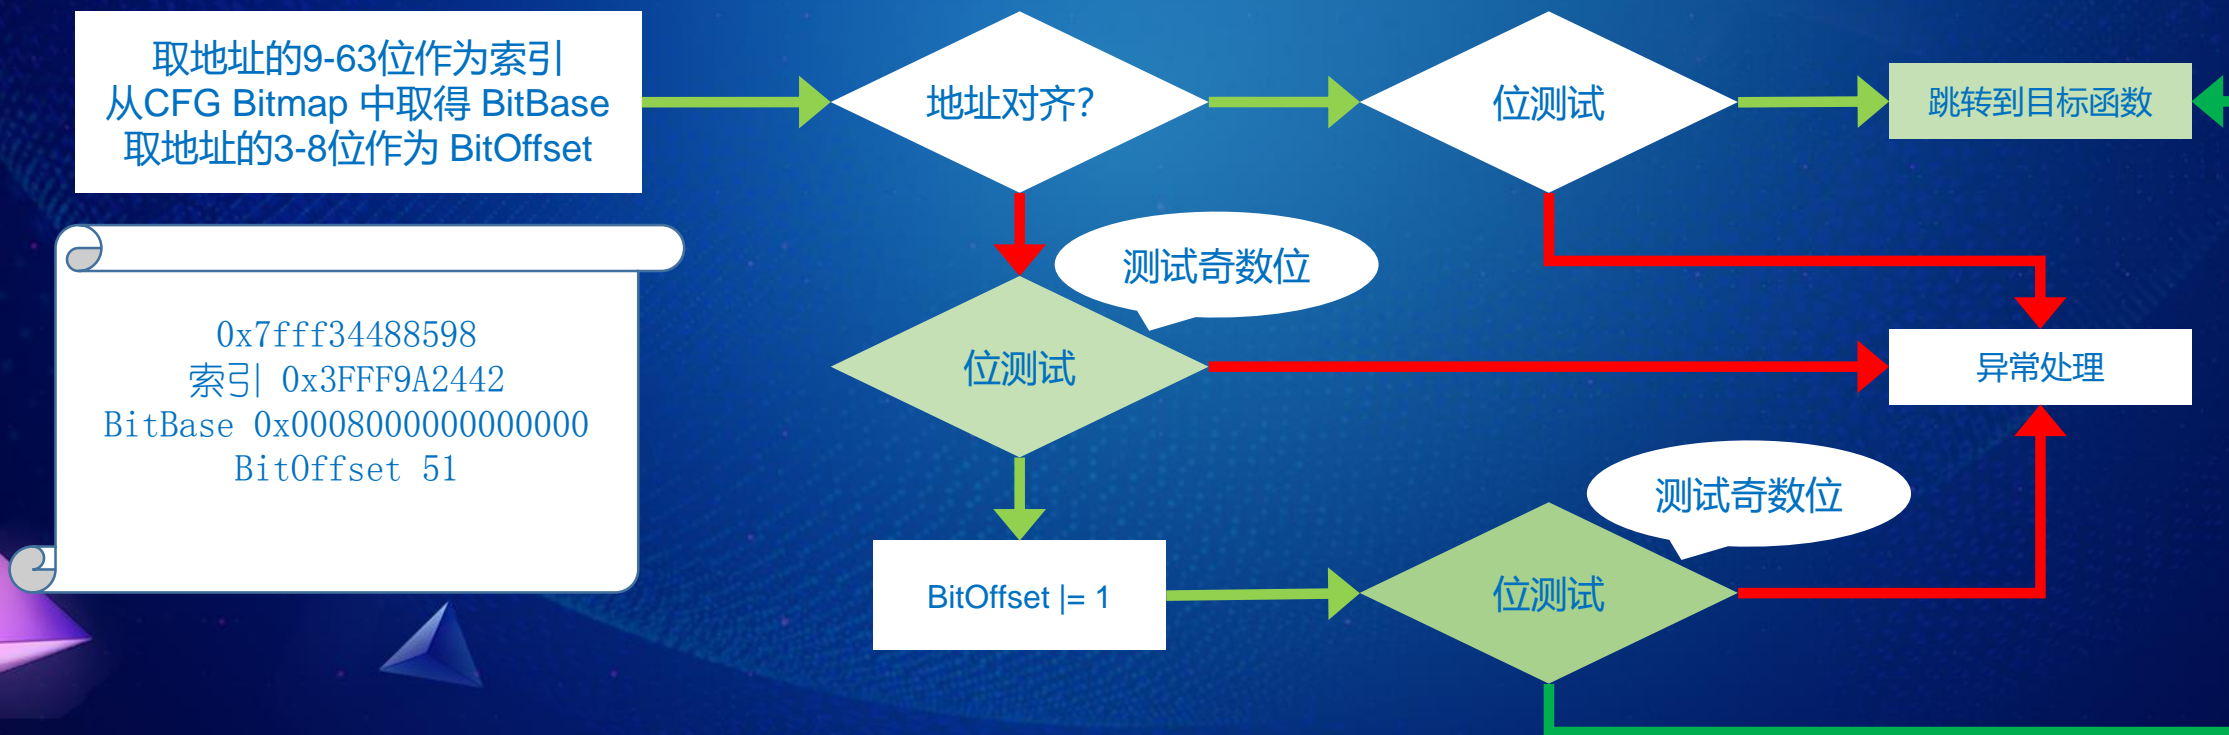 取地址的9-63位作为索引
从CFG Bitmap 中取得 BitBase
取地址的3-8位作为 BitOffset
地址对齐?
位测试
跳转到目标函数
测试奇数位
0x7fff34488598
索引 0x3FFF9A2442
BitBase 0x0008000000000000
BitOffset 51
位测试
异常处理
测试奇数位
BitOffset |= 1
位测试